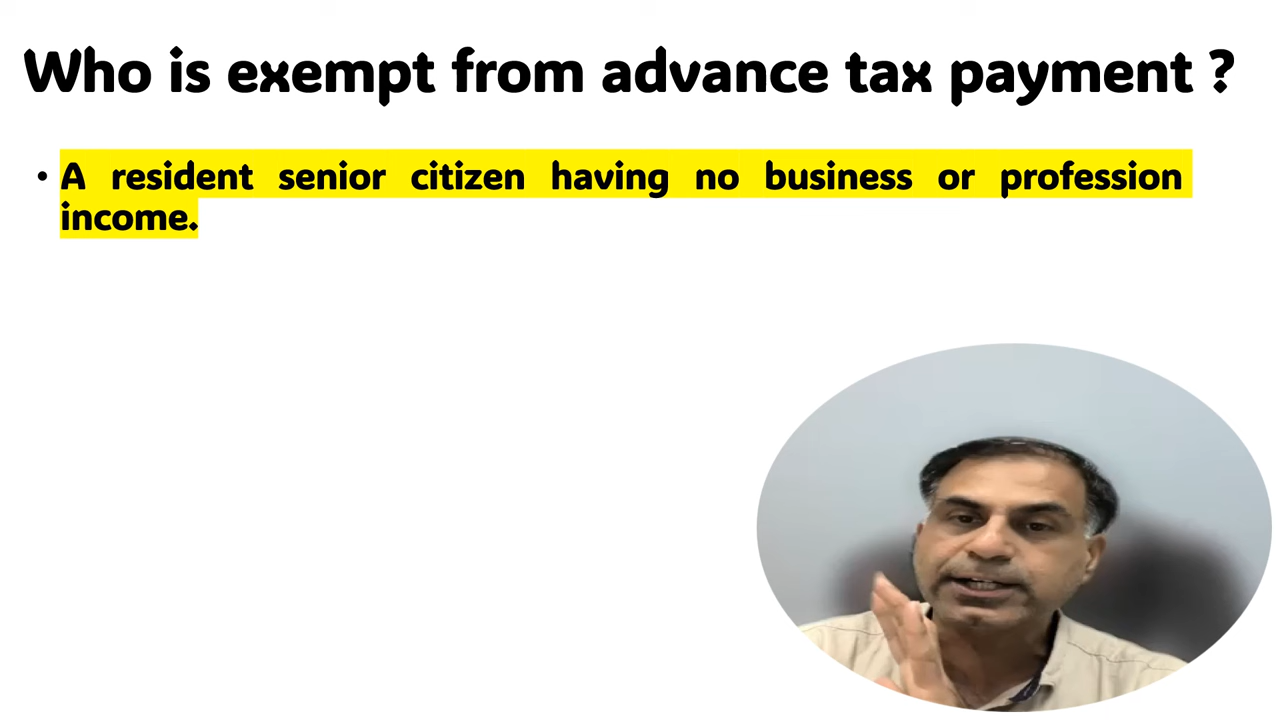 Who is exempt from advance tax payment ?
• A resident senior citizen having no business or profession
income.